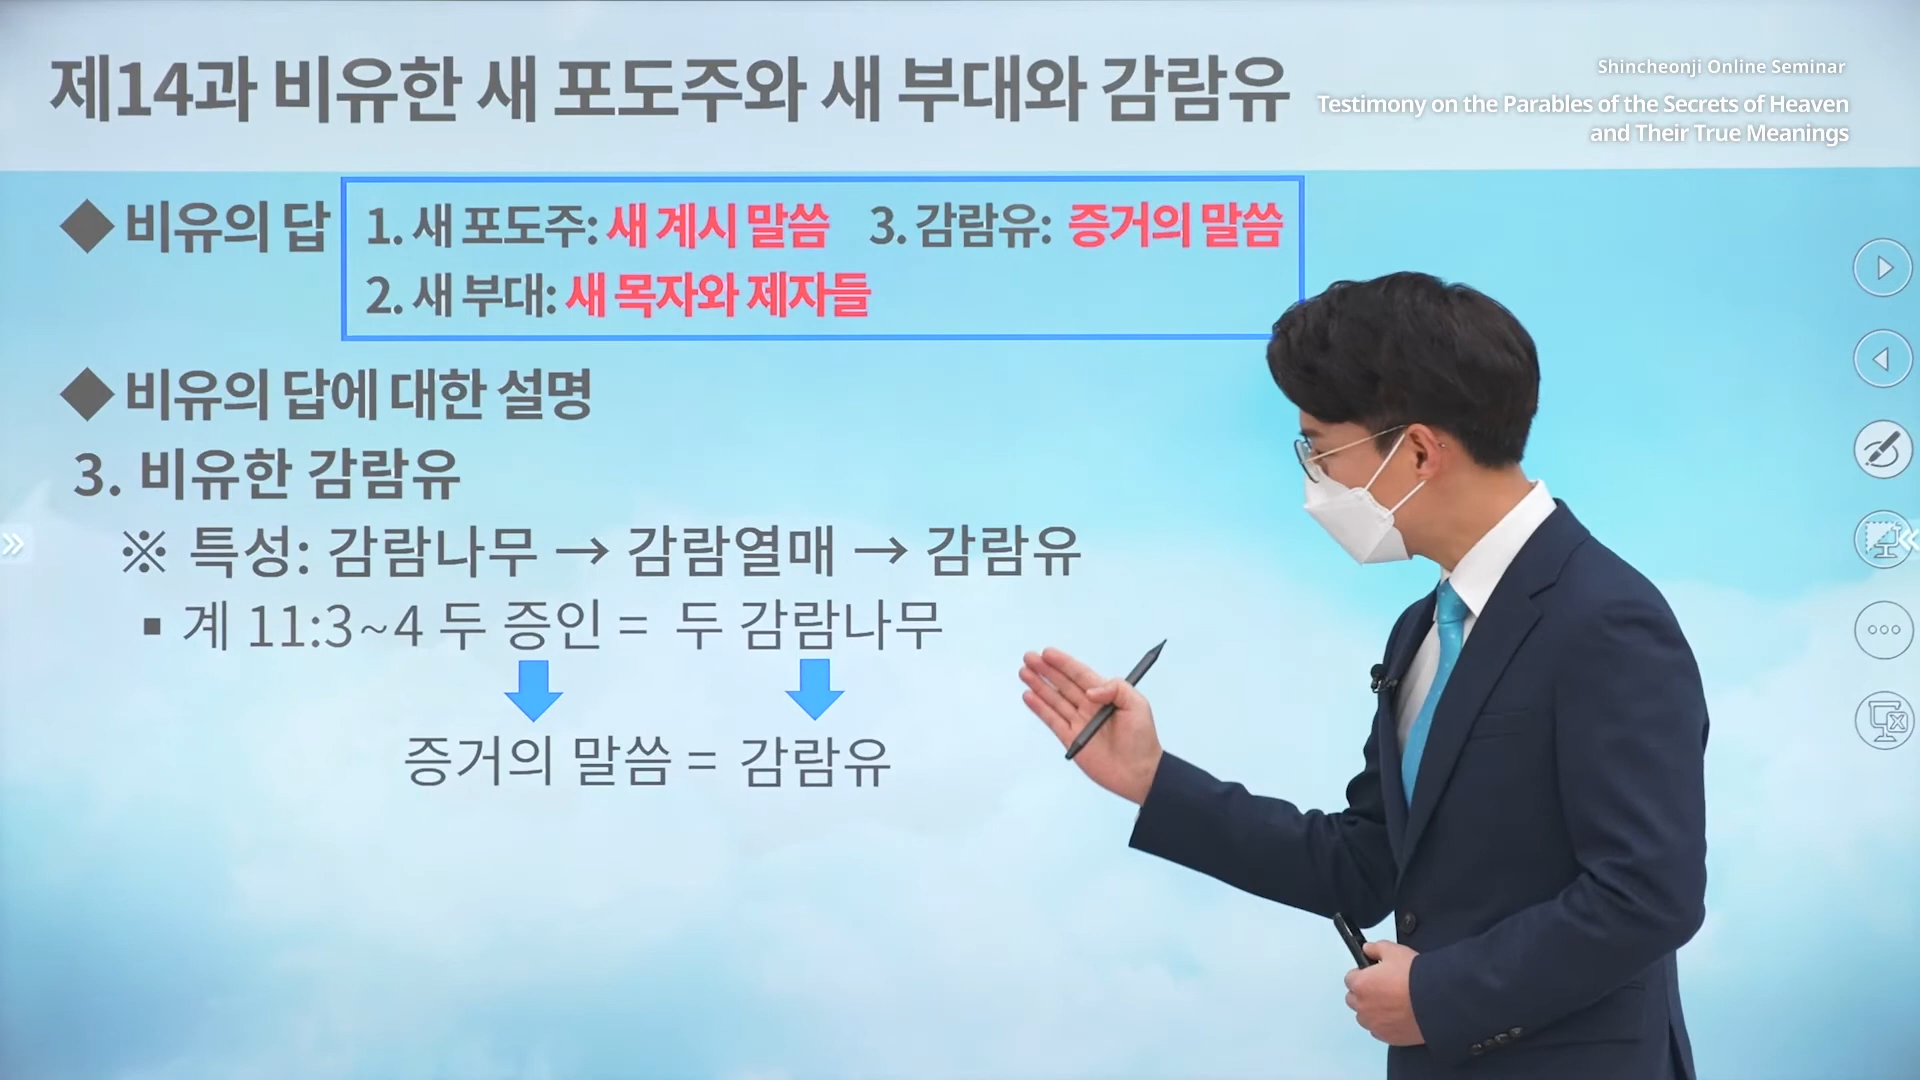 제14과 비유한 새 포도주와 새 부대와 감람유
Shincheonji Online Seminar
Testimony on the Parables of the Secrets of Heaven
and Their True Meanings
◆ 비유의 답
1. 새 포도주: 새 계시 말씀 3. 감람유: 증거의 말씀
2. 새 부대: 새 목자와 제자들
◆ 비유의 답에 대한 설명
3. 비유한 감람유
※ 특성: 감람나무 → 감람열매 → 감람유
▪ 계 11:3~4 두 증인 = 두 감람나무
증거의 말씀 = 감람유